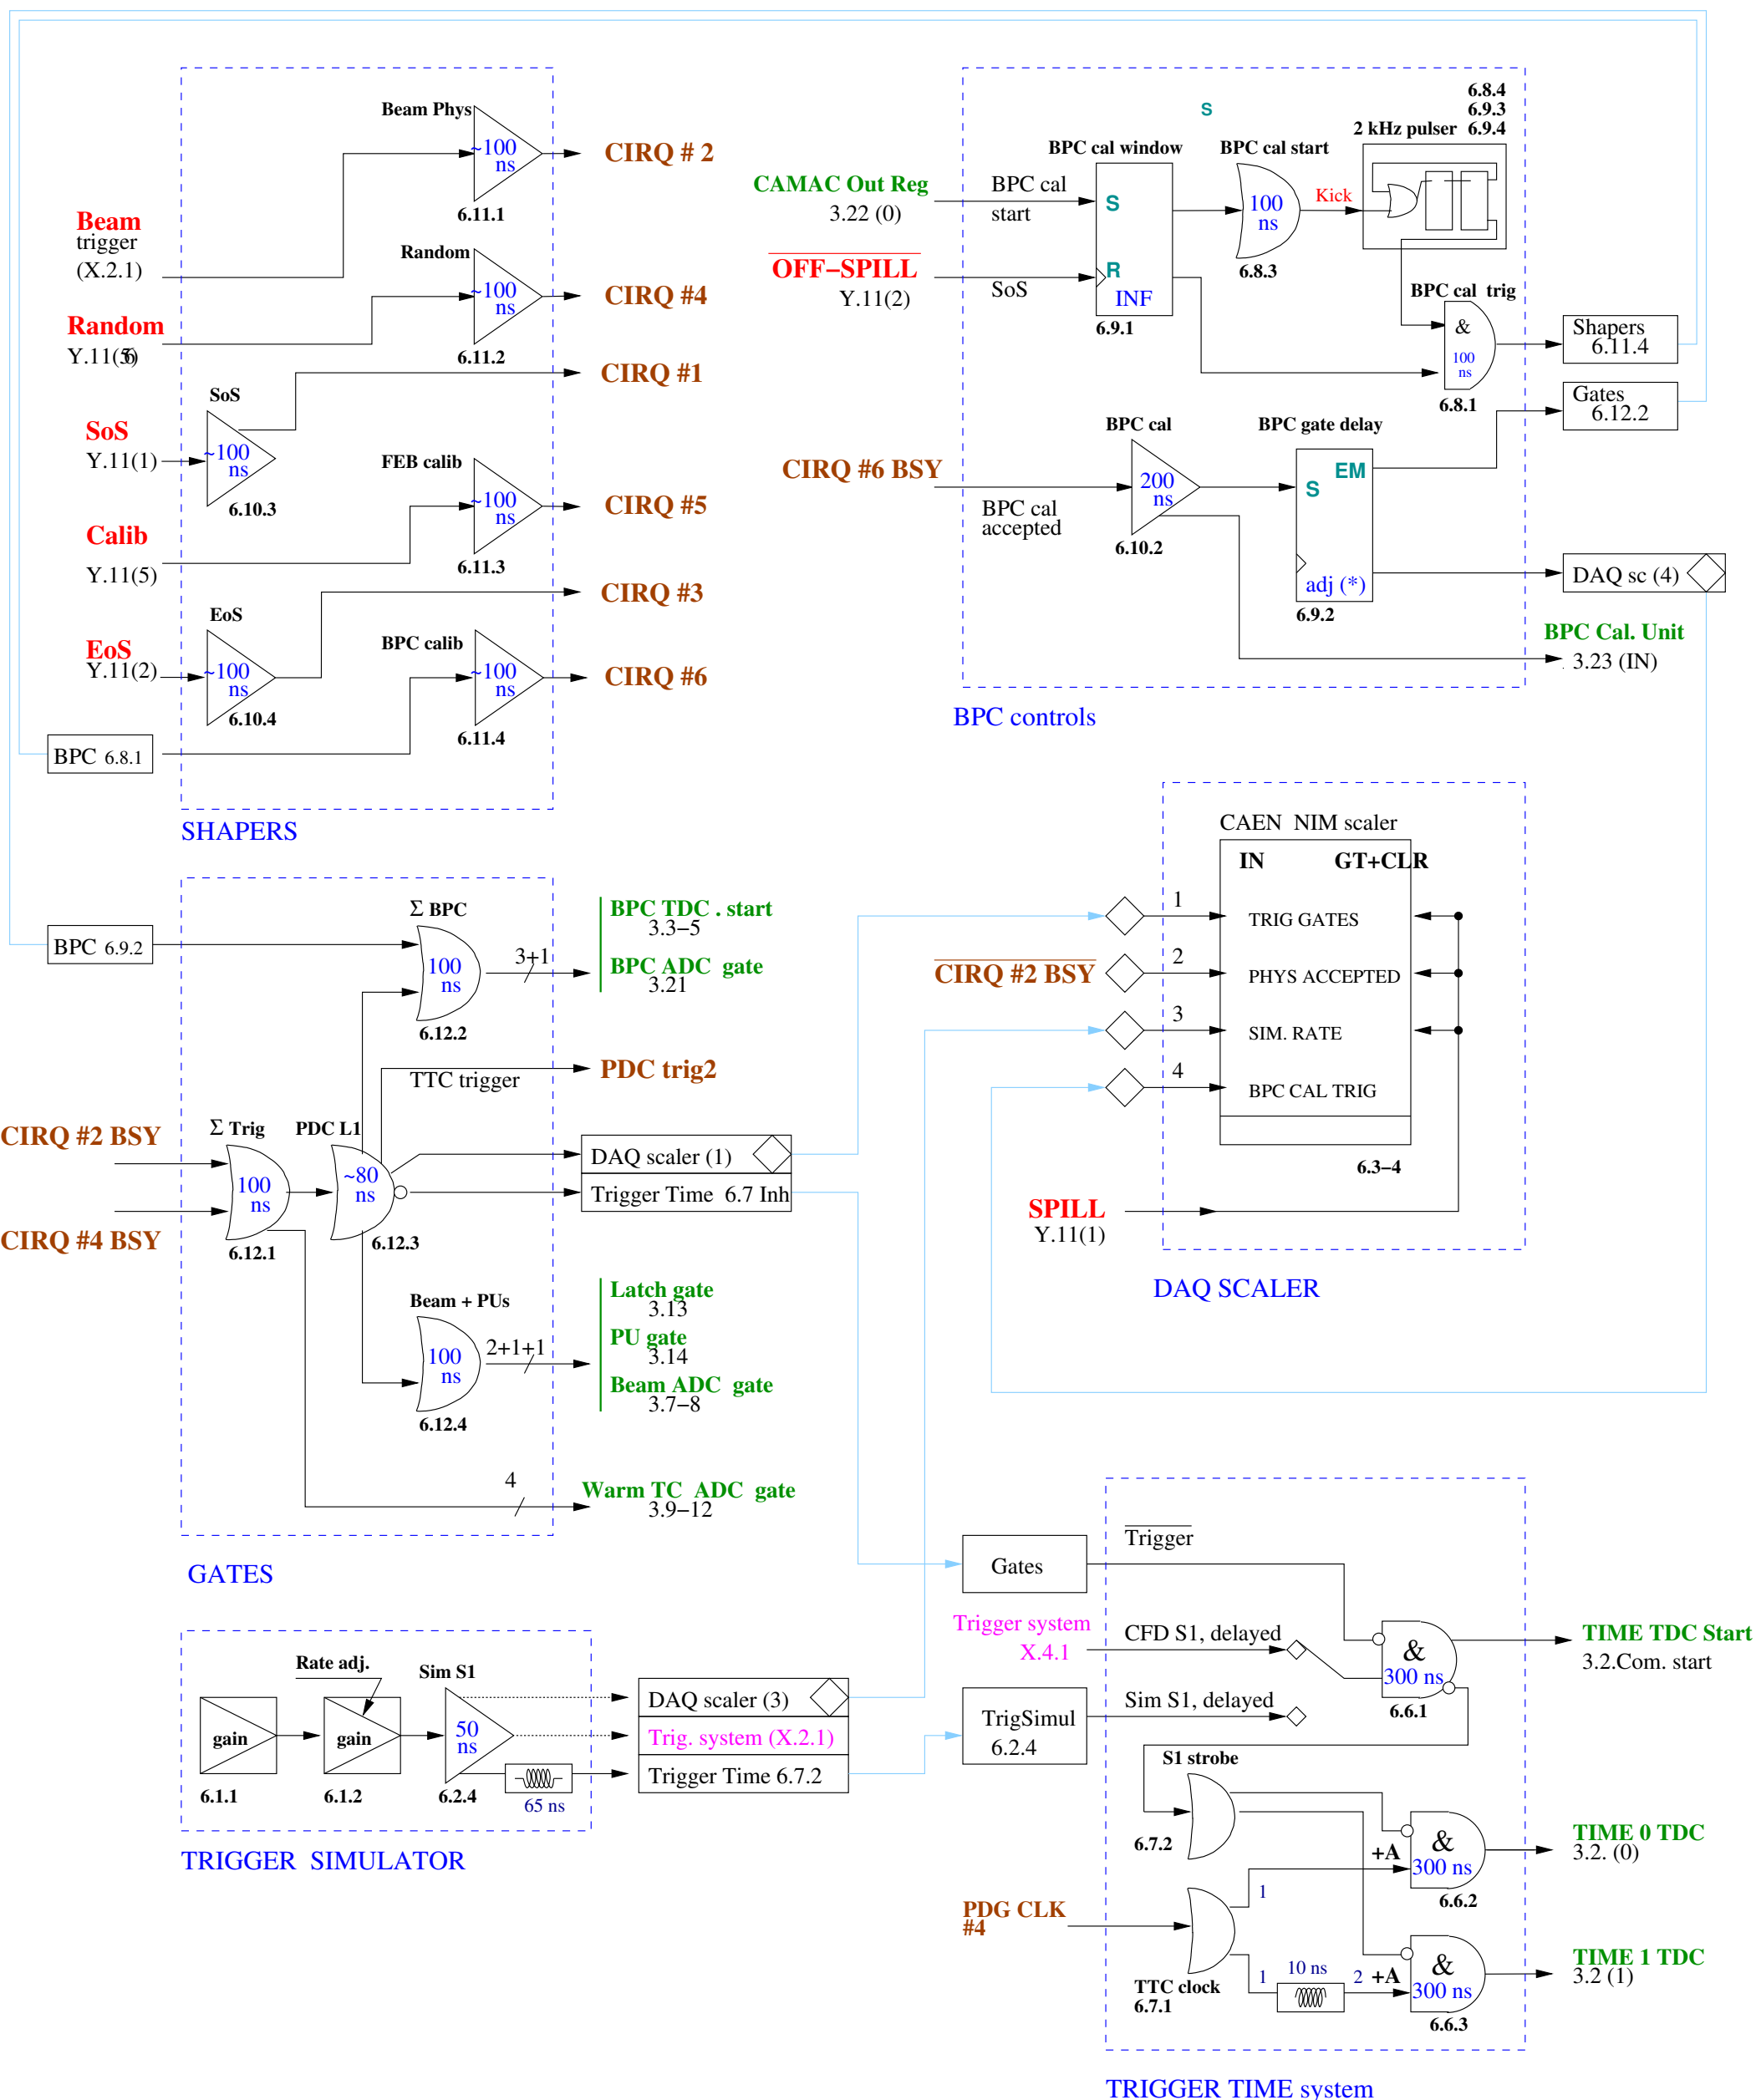 Beam Phys
~100
ns
6.11.1
CIRQ # 2
Beam
trigger
(X.2.1)
Random
~100
ns
6.11.2
CIRQ #4
Random
CIRQ #1
SoS
~100
ns
6.10.3
SoS
Y.11(1)
FEB calib
~100
ns
6.11.3
CIRQ #5
Calib
Y.11(5)
CIRQ #3
EoS
~100
ns
6.10.4
EoS
Y.11(2)
BPC calib
~100
ns
6.11.4
CIRQ #6
BPC 6.8.1
SHAPERS
S
6.8.4
6.9.3
2 kHz pulser 6.9.4
BPC cal window
BPC cal start
CAMAC Out Reg
3.22 (0)
BPC cal
start
S
100
ns
Kick
6.8.3
OFF−SPILL
Y.11(2)
SoS
R
INF
6.9.1
BPC cal trig
&
100
ns
6.8.1
Shapers
6.11.4
Gates
6.12.2
BPC cal
BPC gate delay
CIRQ #6 BSY
BPC cal
accepted
200
ns
6.10.2
EM
S
adj (*)
6.9.2
DAQ sc (4)
BPC Cal. Unit
3.23 (IN)
BPC controls
CAEN NIM scaler
IN GT+CLR
1
TRIG GATES
CIRQ #2 BSY
2
PHYS ACCEPTED
3
SIM. RATE
4
BPC CAL TRIG
6.3−4
SPILL
Y.11(1)
DAQ SCALER
Σ BPC
BPC 6.9.2
100
ns
6.12.2
3+1
BPC TDC . start
3.3−5
BPC ADC gate
3.21
TTC trigger
PDC trig2
CIRQ #2 BSY
Σ Trig
PDC L1
100
ns
~80
ns
DAQ scaler (1)
Trigger Time 6.7 Inh
CIRQ #4 BSY
6.12.1
6.12.3
Beam + PUs
100
ns
6.12.4
2+1+1
Latch gate
3.13
PU gate
3.14
Beam ADC gate
3.7−8
4
Warm TC ADC gate
3.9−12
GATES
Rate adj.
Sim S1
gain
gain
50
ns
6.1.1
6.1.2
6.2.4
65 ns
DAQ scaler (3)
Trig. system (X.2.1)
Trigger Time 6.7.2
TRIGGER SIMULATOR
Trigger
Gates
Trigger system
X.4.1
CFD S1, delayed
&
300 ns
6.6.1
TIME TDC Start
3.2.Com. start
TrigSimul
6.2.4
Sim S1, delayed
S1 strobe
6.7.2
+A
&
300 ns
6.6.2
TIME 0 TDC
3.2. (0)
PDG CLK
#4
1
TTC clock
6.7.1
1
10 ns
2
+A
&
300 ns
6.6.3
TIME 1 TDC
3.2 (1)
TRIGGER TIME system